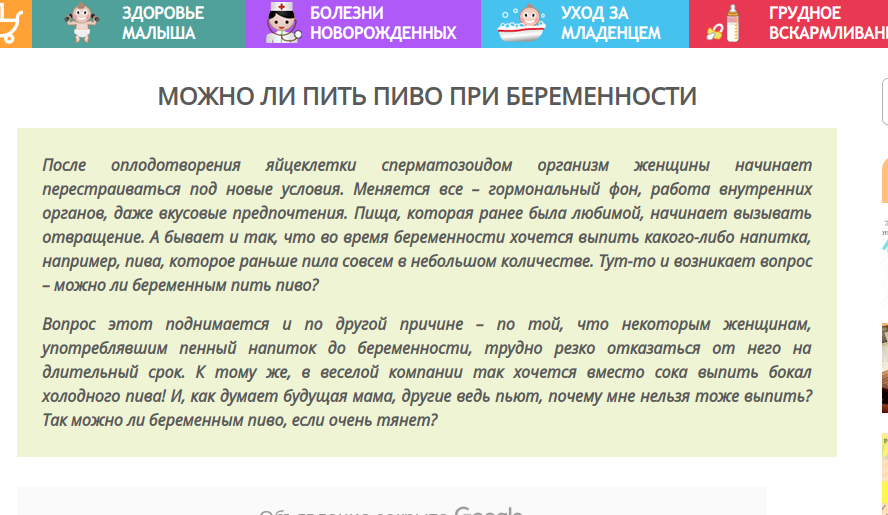 ЗДОРОВЬЕ
МАЛЫША
БОЛЕЗНИ
НОВОРОЖДЕННЫХ
УХОД ЗА
МЛАДЕНЦЕМ
ГРУДНОЕ
МОЖНО ЛИ ПИТЬ ПИВО ПРИ БЕРЕМЕННОСТИ
После оплодотворения яйцеклетки сперматозоидом организм женщины начинает
перестраиваться под новые условия. Меняется все – гормональный фон, работа внутренних
органов, даже вкусовые предпочтения. Пища, которая ранее была любимой, начинает вызывать
отвращение. А бывает и так, что во время беременности хочется выпить какого-либо напитка,
например, пива, которое раньше пила совсем в небольшом количестве. Тут-то и возникает вопрос
– можно ли беременным пить пиво?
Вопрос этот поднимается и по другой причине – по той, что некоторым женщинам,
употреблявшим пенный напиток до беременности, трудно резко отказаться от него на
длительный срок. К тому же, в веселой компании так хочется вместо сока выпить бокал
холодного пива! И, как думает будущая мама, другие ведь пьют, почему мне нельзя тоже выпить?
Так можно ли беременным пиво, если очень тянет?